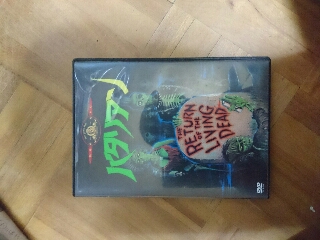 バタリアン
THE
RETURN
OF THE
LIVING
DEAD
DVD